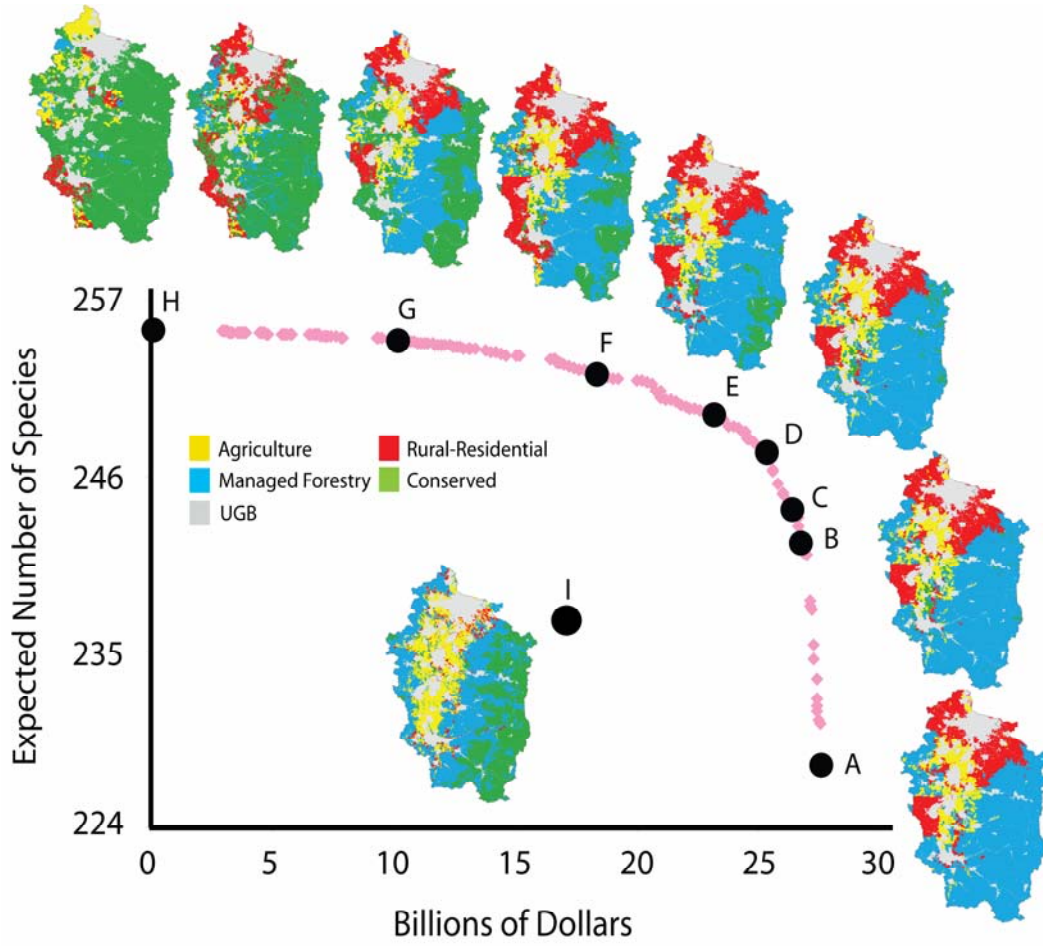 257
H
G
F
E
D
C
B
A
I
246
235
224
Expected Number of Species
Agriculture
Rural-Residential
Managed Forestry
Conserved
UGB
0 5 10 15 20 25 30
Billions of Dollars